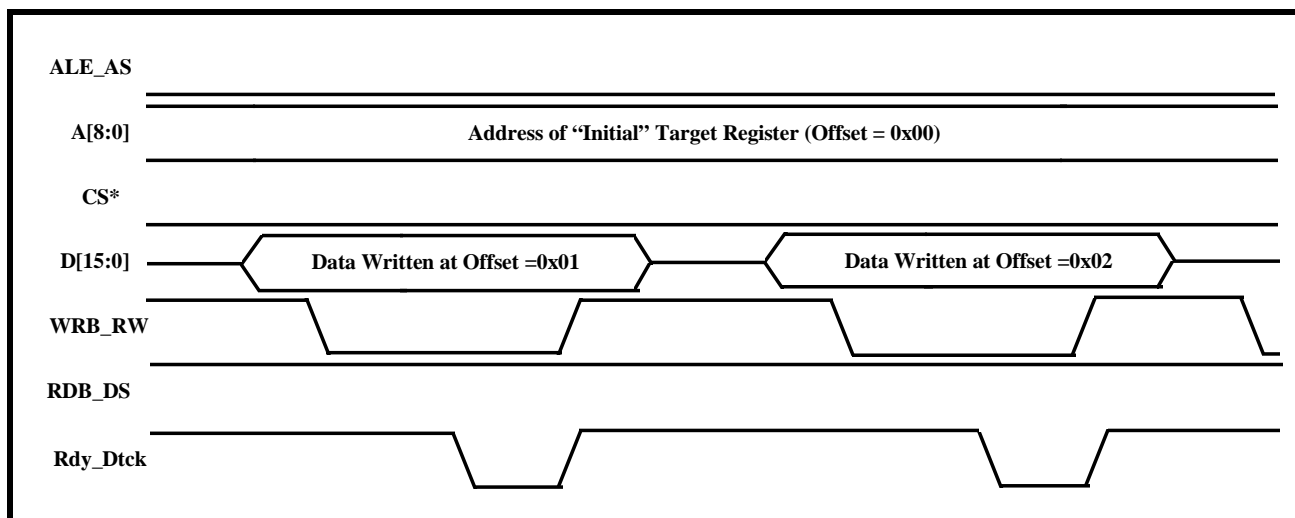 ALE_AS
A[8:0]
Address of “Initial” Target Register (Offset = 0x00)
CS*
D[15:0]
Data Written at Offset =0x01
Data Written at Offset =0x02
WRB_RW
RDB_DS
Rdy_Dtck